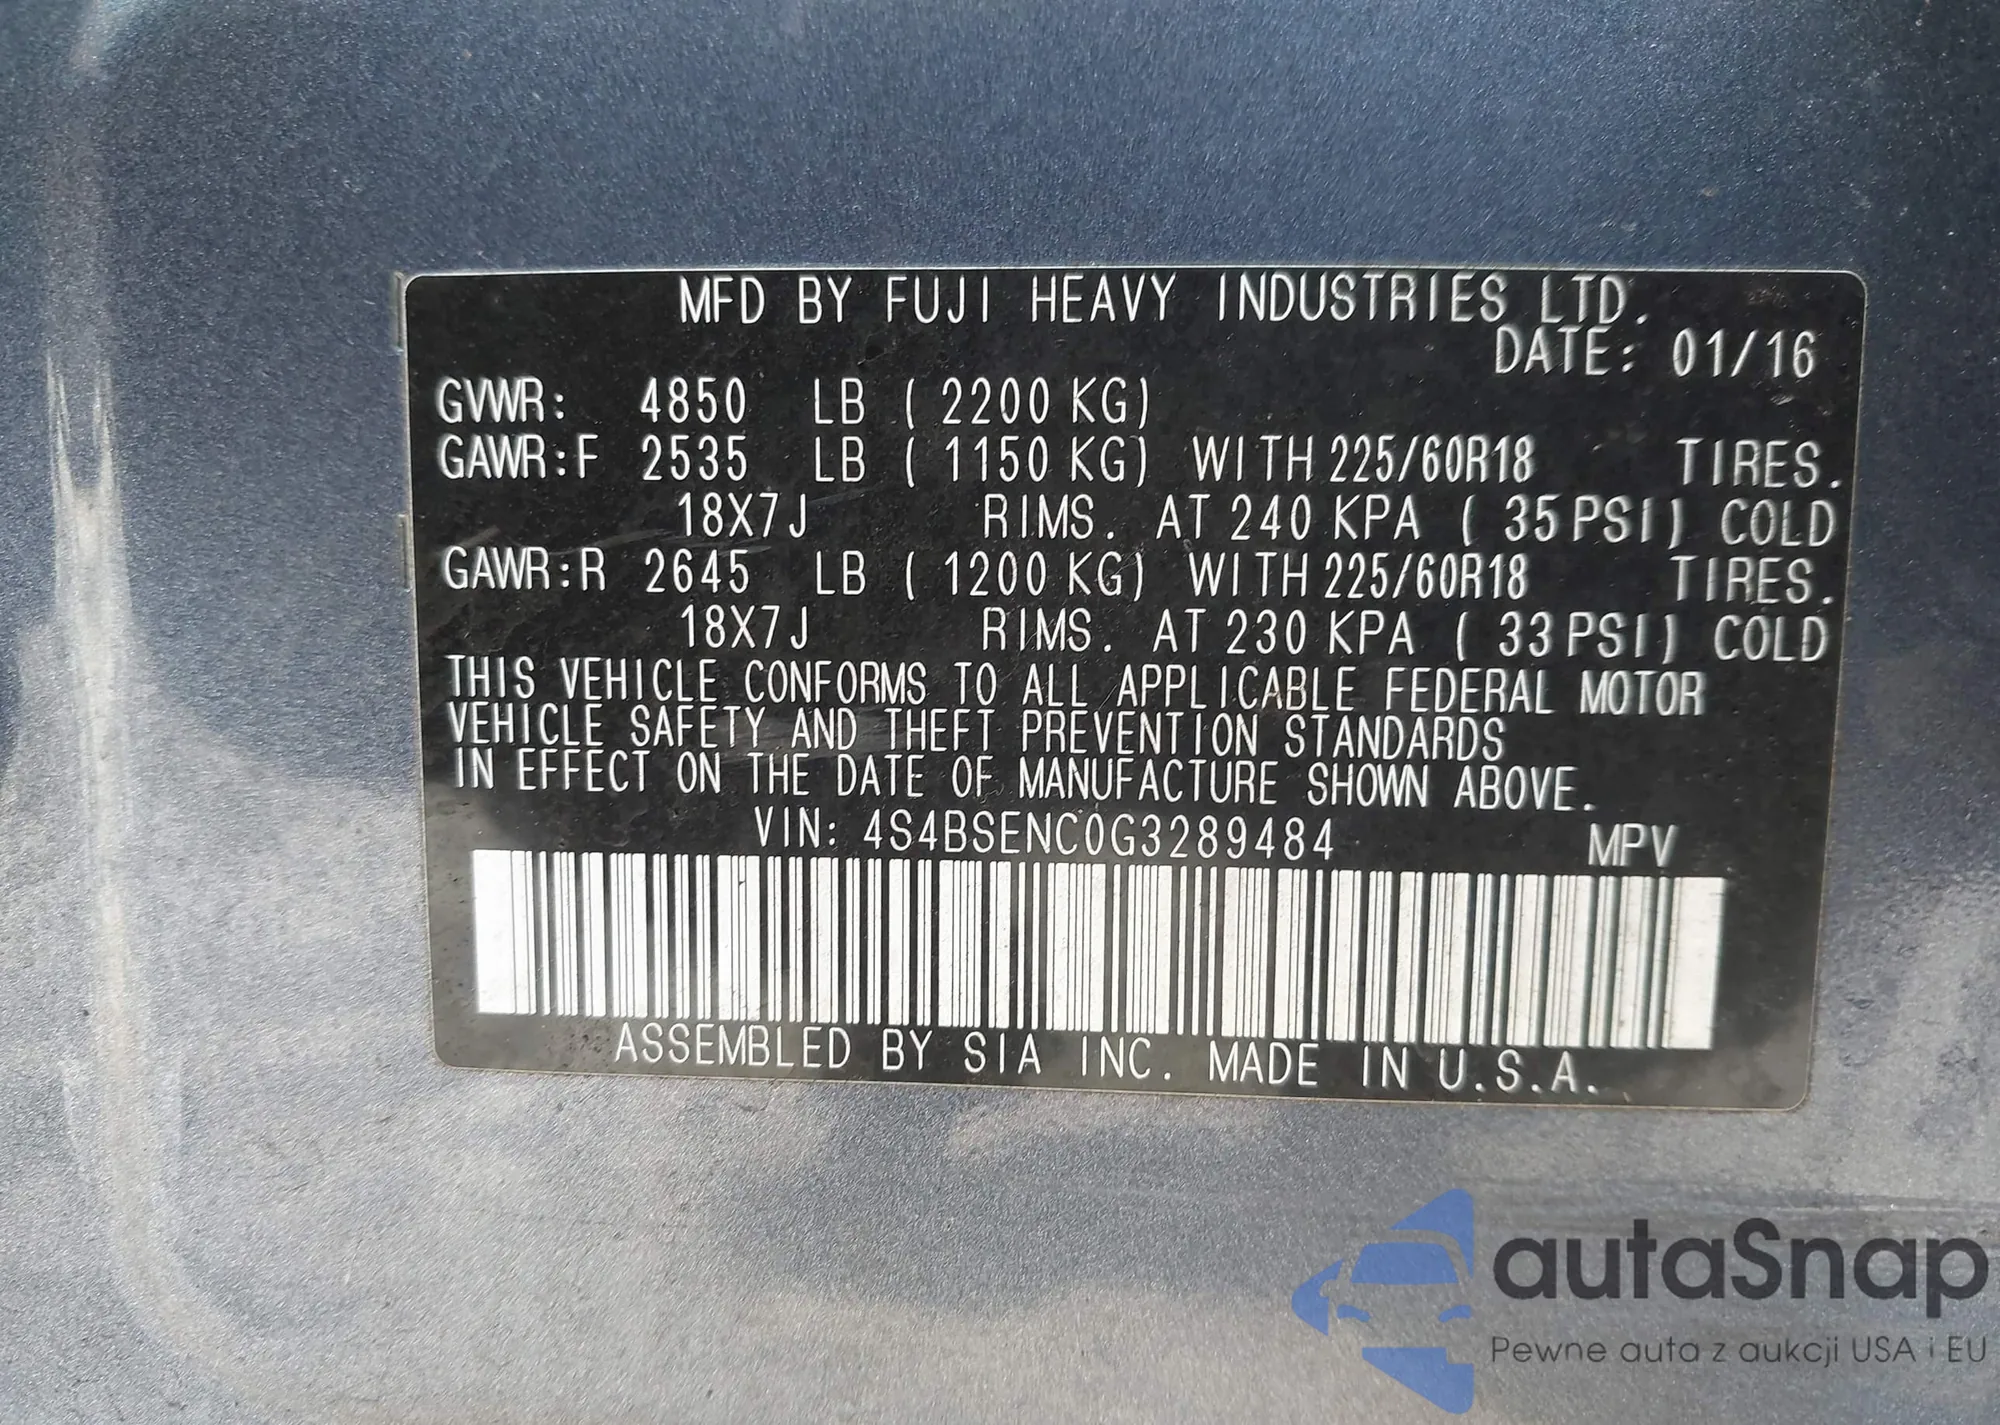 MFD BY FUJI HEAVY INDUSTRIES LTD.
DATE: 01/16
GVWR: 4850 LB ( 2200 KG)
GAWR:F 2535 LB ( 1150 KG) WITH 225/60R18 TIRES.
18X7J RIMS. AT 240 KPA ( 35 PSI) COLD
GAWR:R 2645 LB ( 1200 KG) WITH 225/60R18 TIRES.
18X7J RIMS. AT 230 KPA ( 33 PSI) COLD
THIS VEHICLE CONFORMS TO ALL APPLICABLE FEDERAL MOTOR
VEHICLE SAFETY AND THEFT PREVENTION STANDARDS
IN EFFECT ON THE DATE OF MANUFACTURE SHOWN ABOVE.
VIN: 4S4BSENC0G3289484 MPV
ASSEMBLED BY SIA INC. MADE IN U.S.A.
autaSnap
Pewne auta z aukcji USA i EU